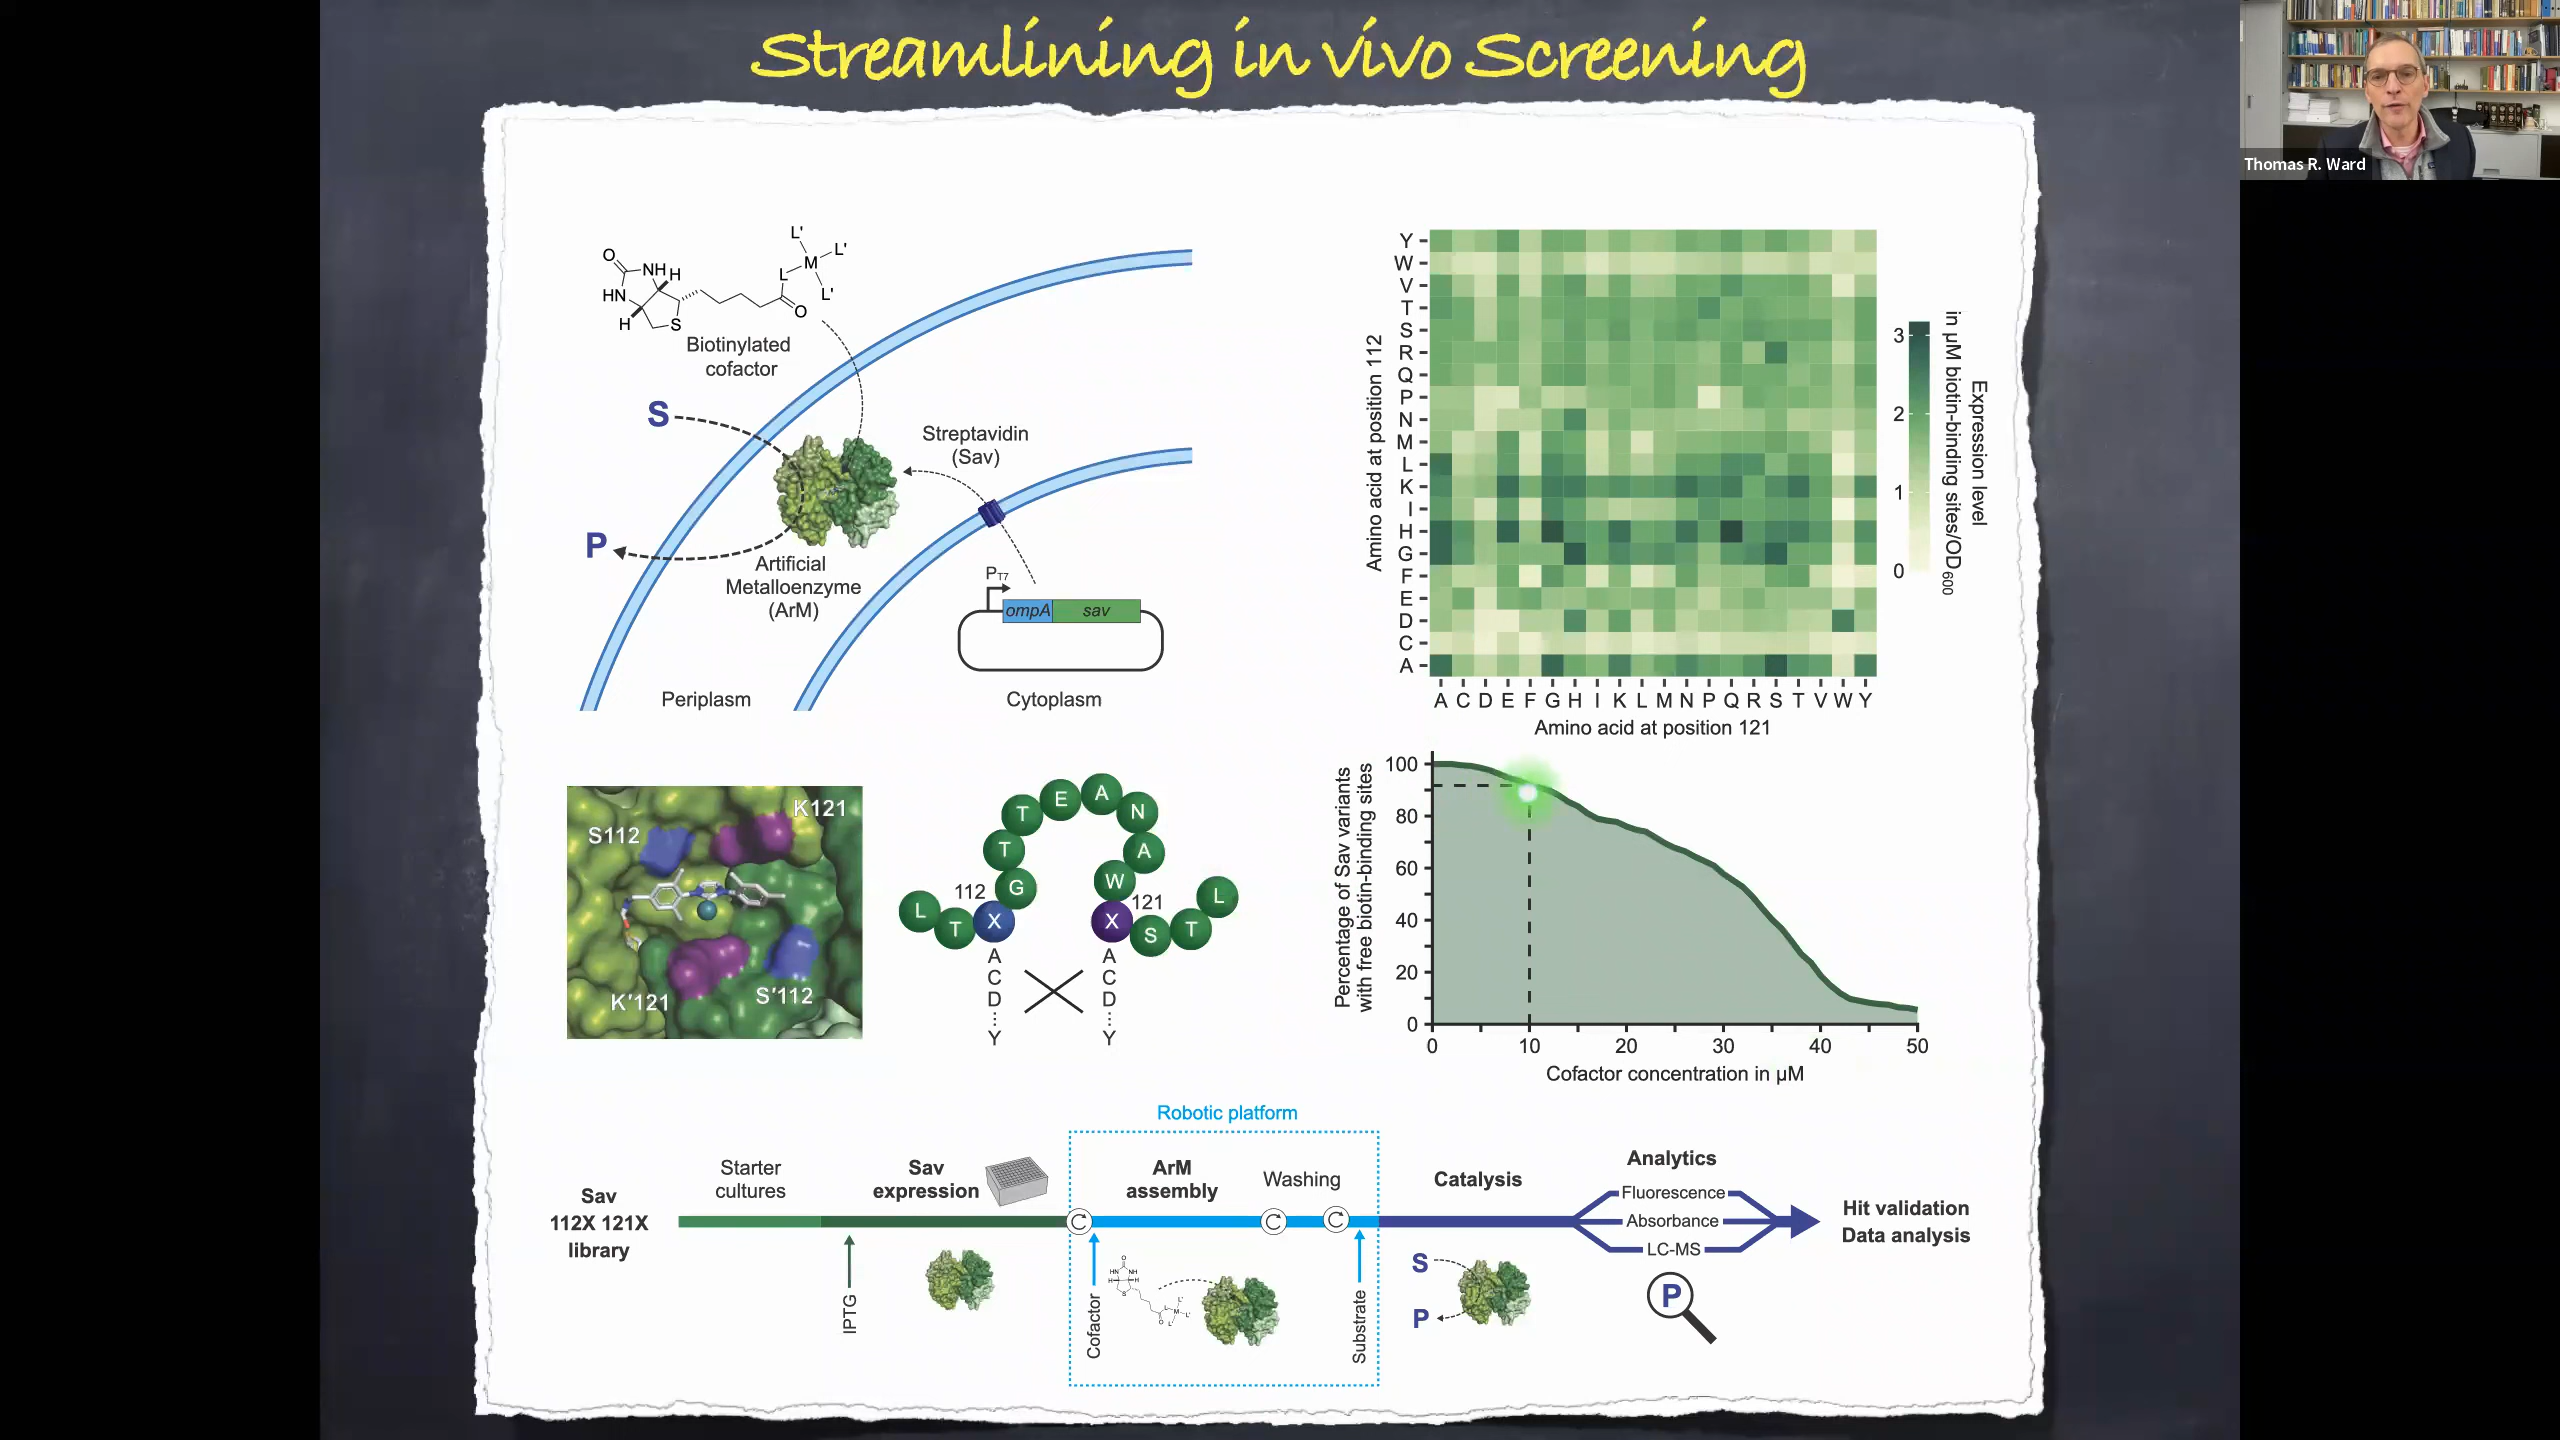 Streamlining in vivo Screening
Thomas R. Ward
O
NH
H
HN
H
S
O
L
M
L'
L'
L'
Biotinylated
cofactor
S
P
Streptavidin
(Sav)
Artificial
Metalloenzyme
(ArM)
PT7
ompA
sav
Periplasm
Cytoplasm
Amino acid at position 112
Y
W
V
T
S
R
Q
P
N
M
L
K
I
H
G
F
E
D
C
A
A C D E F G H I K L M N P Q R S T V W Y
Amino acid at position 121
3
2
1
0
Expression level
in µM biotin-binding sites/OD600
S112
K121
K'121
S'112
L T X G T T E A N A W X S T L
112
121
A
C
D
Y
A
C
D
Y
Percentage of Sav variants
with free biotin-binding sites
100
80
60
40
20
0
0 10 20 30 40 50
Cofactor concentration in µM
Robotic platform
Sav
112X 121X
library
Starter
cultures
Sav
expression
IPTG
ArM
assembly
Washing
C
C
C
Cofactor
O
HN
NH
H
H
S
O
L
M
L'
L'
L'
Substrate
Catalysis
S
P
Analytics
Fluorescence
Absorbance
LC-MS
P
Hit validation
Data analysis